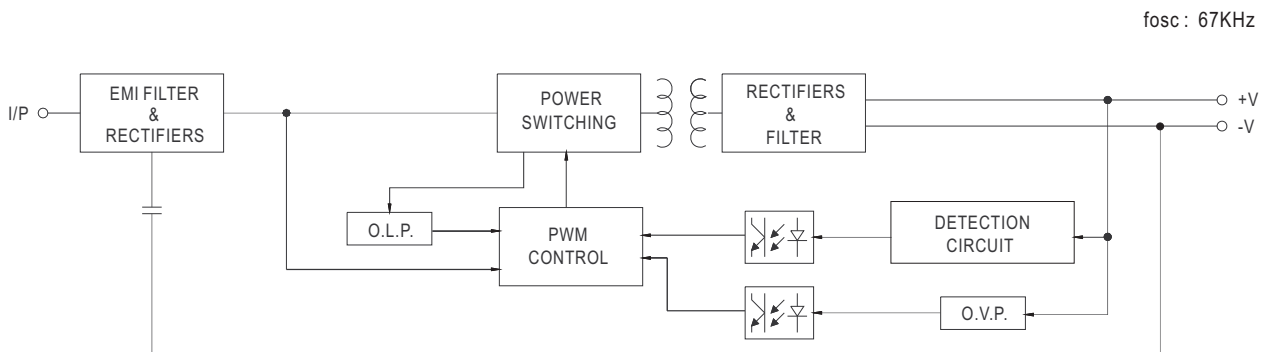 fosc : 67KHz
I/P
EMI FILTER
&
RECTIFIERS
POWER
SWITCHING
RECTIFIERS
&
FILTER
+V
-V
O.L.P.
PWM
CONTROL
DETECTION
CIRCUIT
O.V.P.